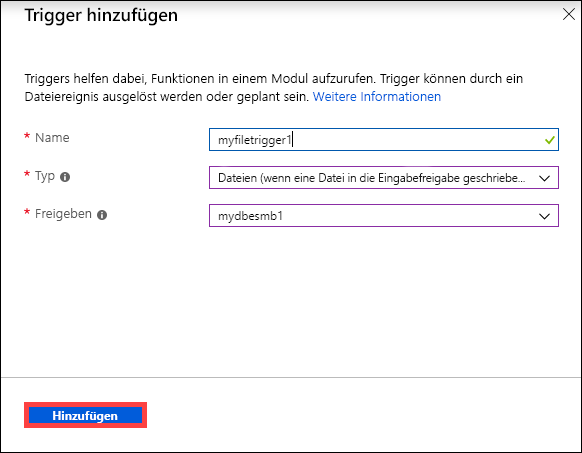 Trigger hinzufügen
Triggers helfen dabei, Funktionen in einem Modul aufzurufen. Trigger können durch ein
Dateiereignis ausgelöst werden oder geplant sein. Weitere Informationen
* Name
myfiletrigger1
* Typ
Dateien (wenn eine Datei in die Eingabefreigabe geschriebe...
* Freigeben
mydbesmb1
Hinzufügen